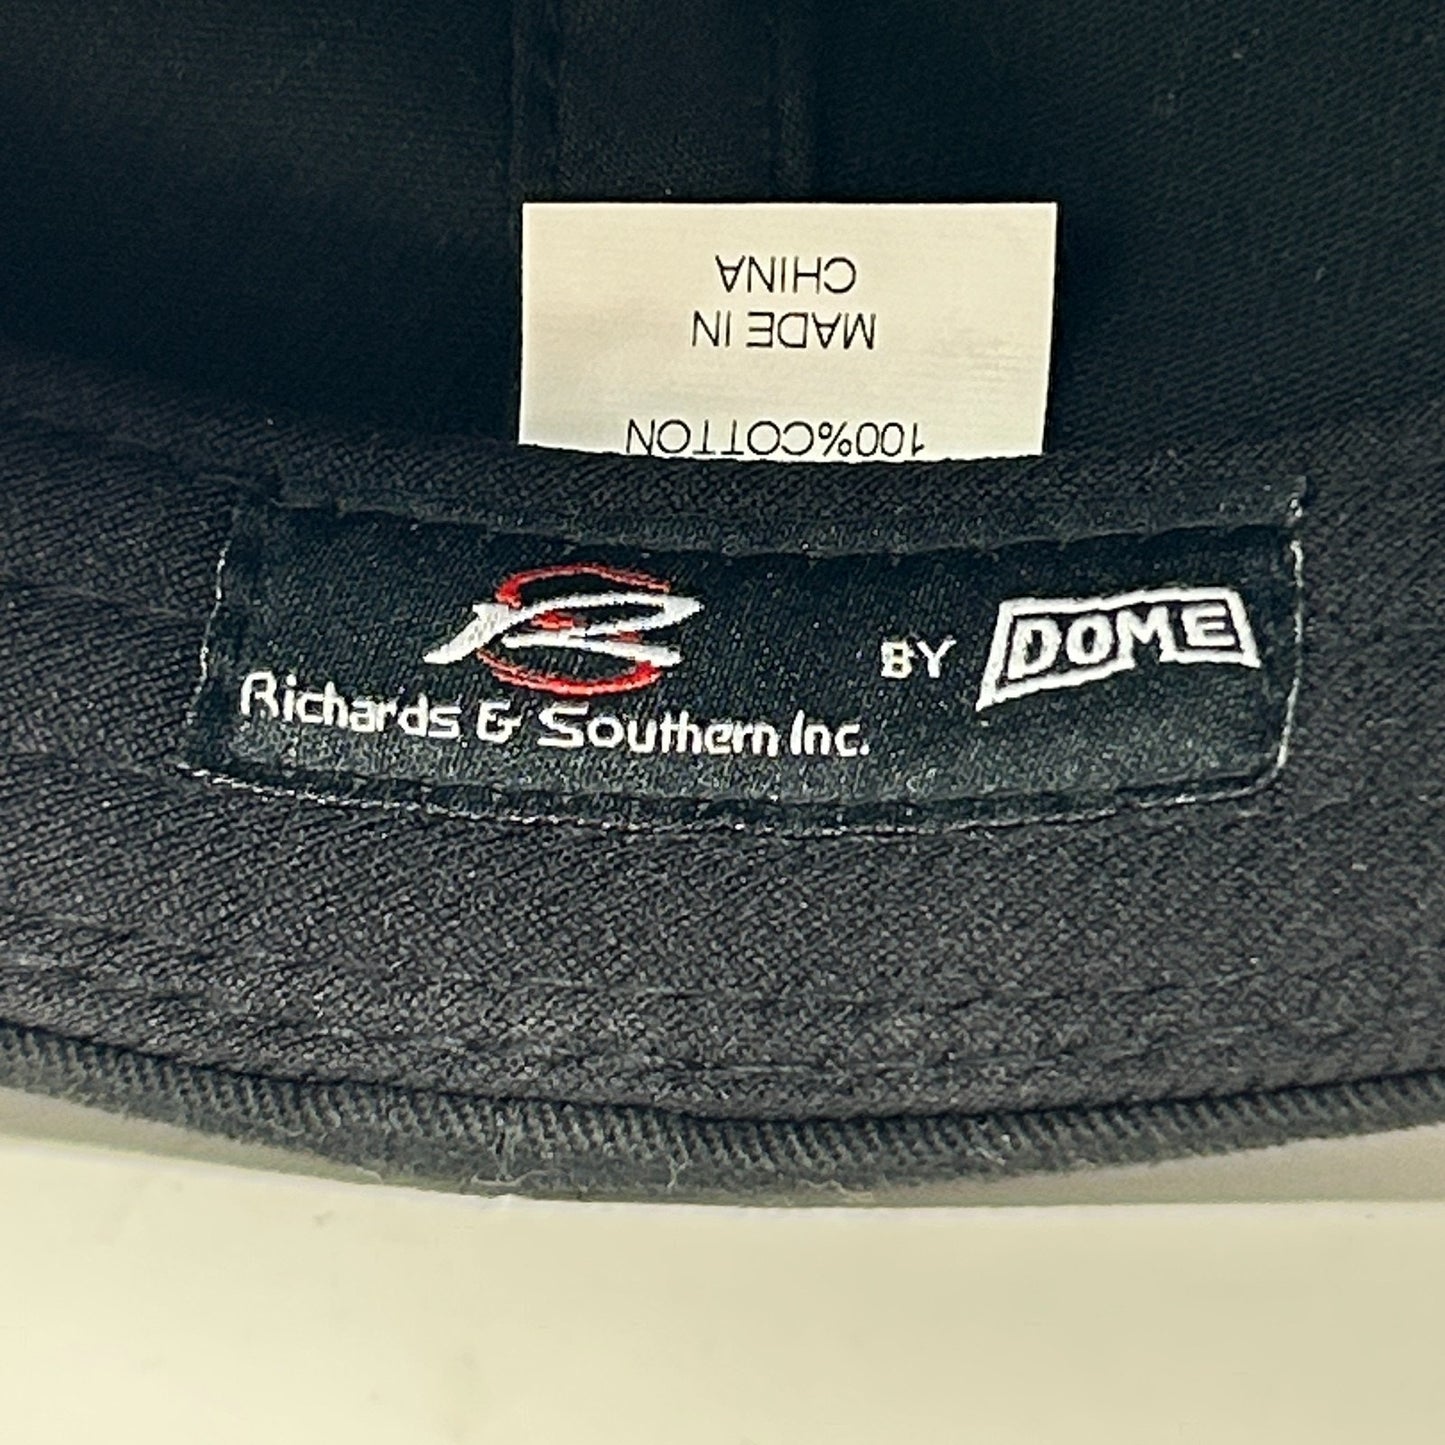 100%COTTON
MADE IN
CHINA
Richards & Southern Inc.
BY DOME